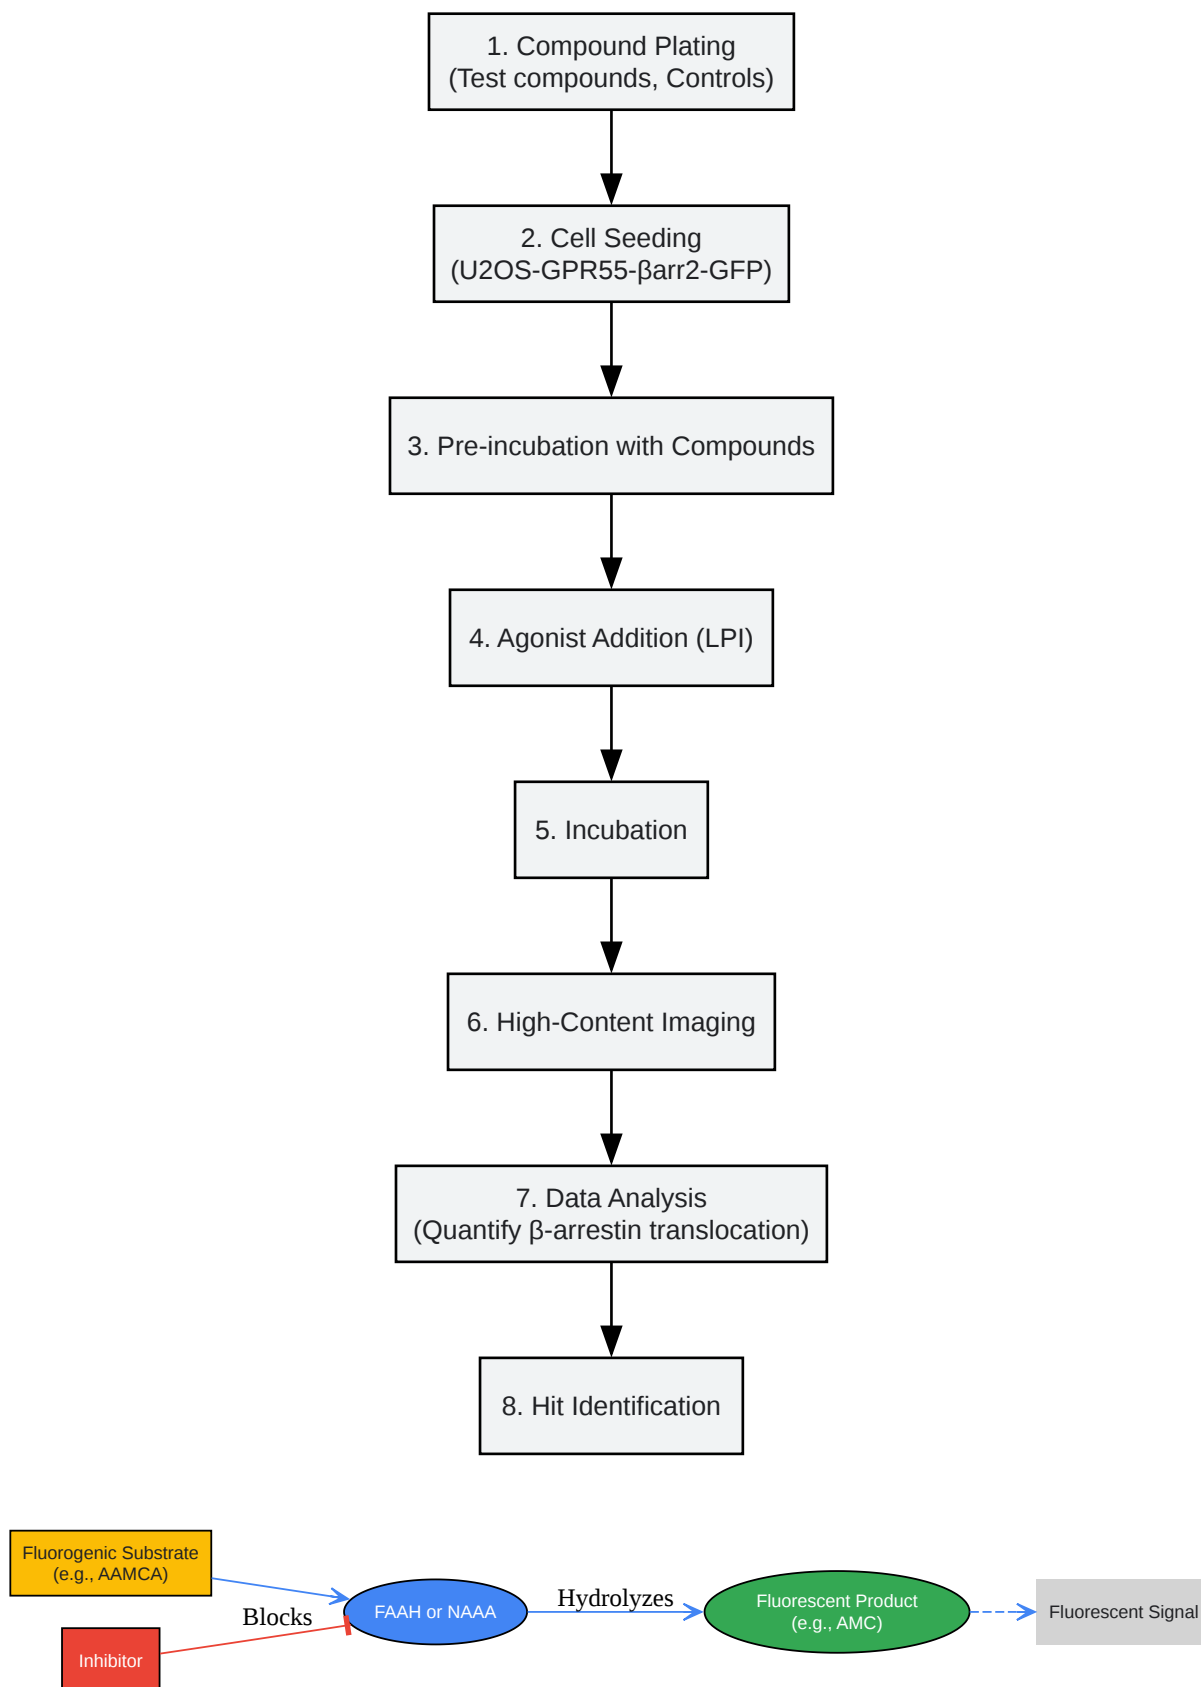 1. Compound Plating
(Test compounds, Controls)
2. Cell Seeding
(U2OS-GPR55-βarr2-GFP)
3. Pre-incubation with Compounds
4. Agonist Addition (LPI)
5. Incubation
6. High-Content Imaging
7. Data Analysis
(Quantify β-arrestin translocation)
8. Hit Identification
Fluorogenic Substrate
(e.g., AAMCA)
Blocks
Inhibitor
FAAH or NAAA
Hydrolyzes
Fluorescent Product
(e.g., AMC)
Fluorescent Signal